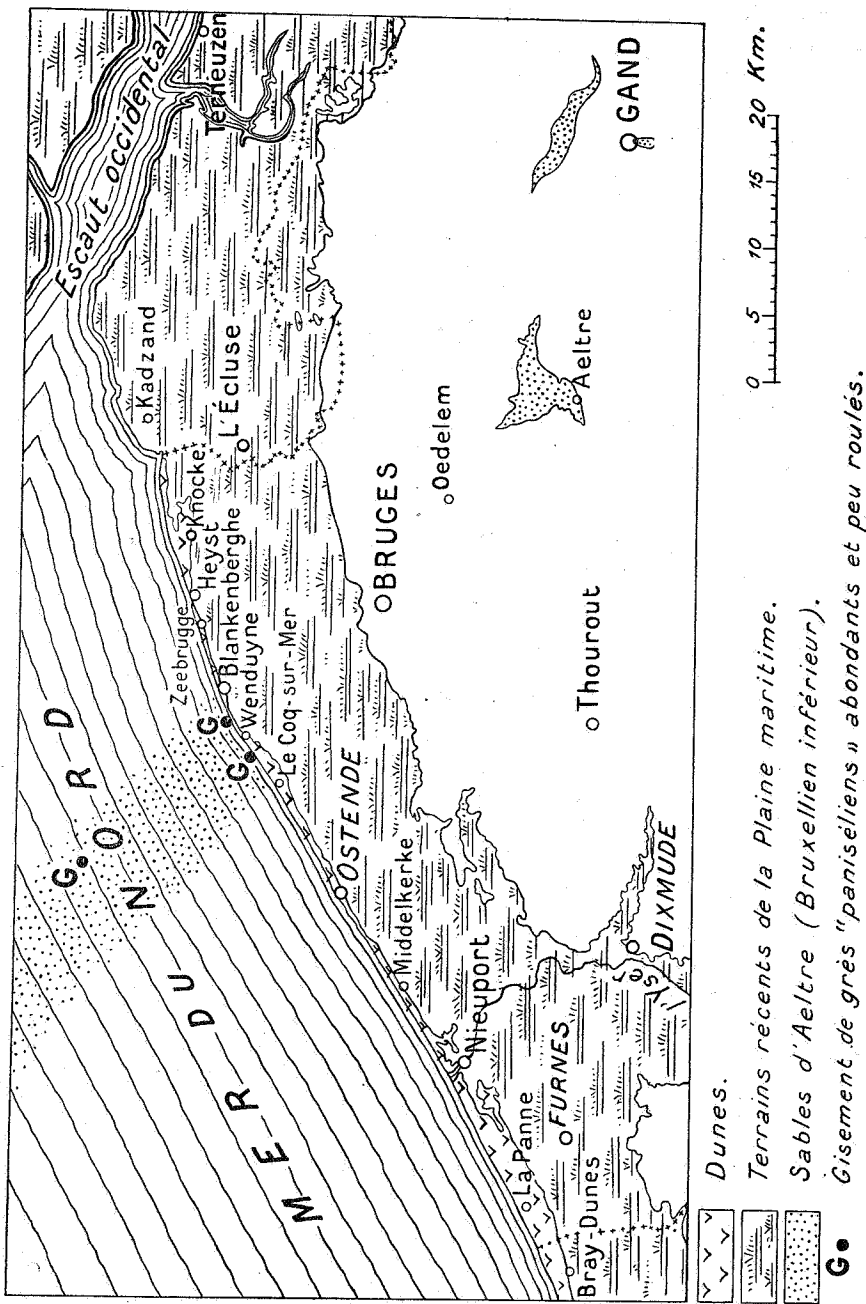 Escaut occidental
Terneuzen
Kadzand
L'Écluse
Knocke
Heyst
Zeebrugge
Blankenberghe
G
Wenduyne
G
Le Coq-sur-Mer
G
MER DU NORD
OSTENDE
BRUGES
Oedelem
Aeltre
GAND
Thourout
Middelkerke
Nieuport
Yser
DIXMUDE
FURNES
La Panne
Bray-Dunes
0 5 10 15 20 Km.
Dunes.
Terrains récents de la Plaine maritime.
Sables d'Aeltre (Bruxellien inférieur).
G Gisement de grès "paniséliens" abondants et peu roulés.